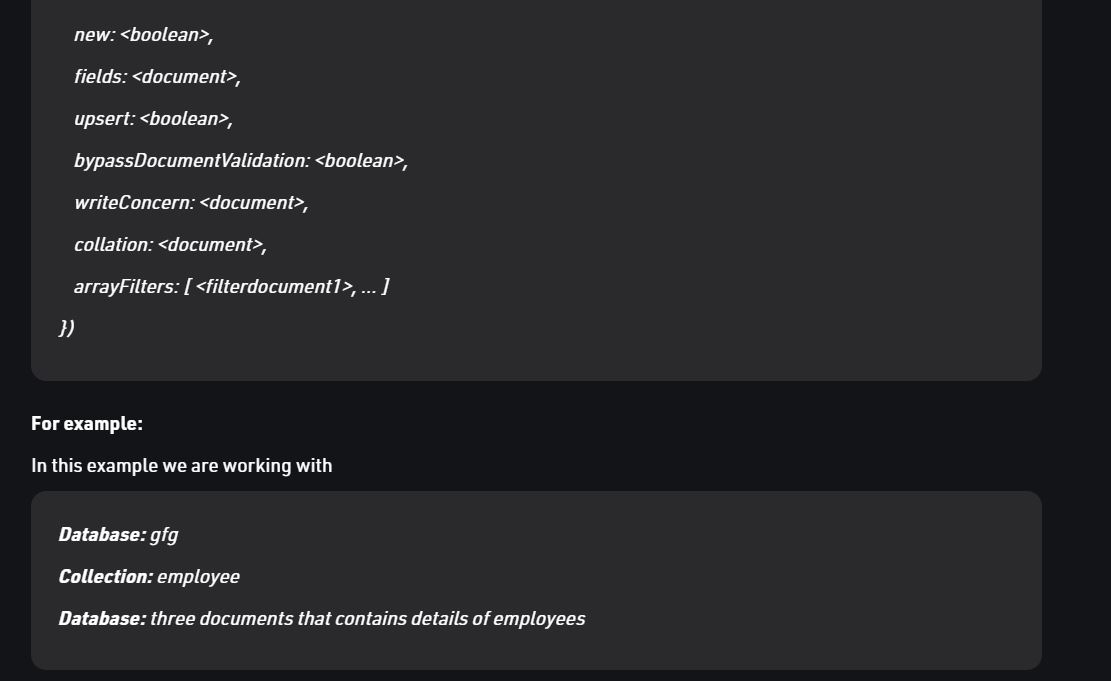 new: <boolean>,
fields: <document>,
upsert: <boolean>,
bypassDocumentValidation: <boolean>,
writeConcern: <document>,
collation: <document>,
arrayFilters: [ <filterdocument1>, ... ]
})
For example:
In this example we are working with
Database: gfg
Collection: employee
Database: three documents that contains details of employees